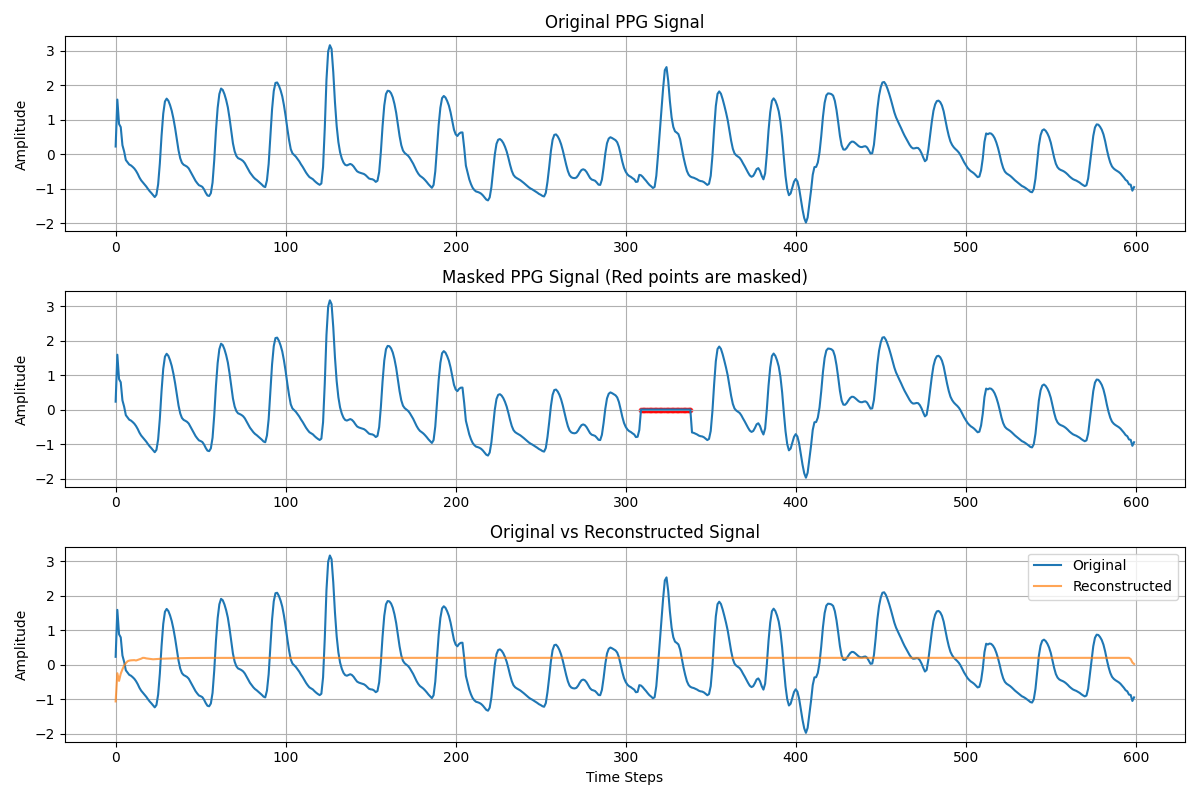 Original PPG Signal
3
2
1
0
−1
−2
Amplitude
0 100 200 300 400 500 600
Masked PPG Signal (Red points are masked)
3
2
1
0
−1
−2
Amplitude
0 100 200 300 400 500 600
Original vs Reconstructed Signal
3
2
1
0
−1
−2
Amplitude
Original
Reconstructed
0 100 200 300 400 500 600
Time Steps